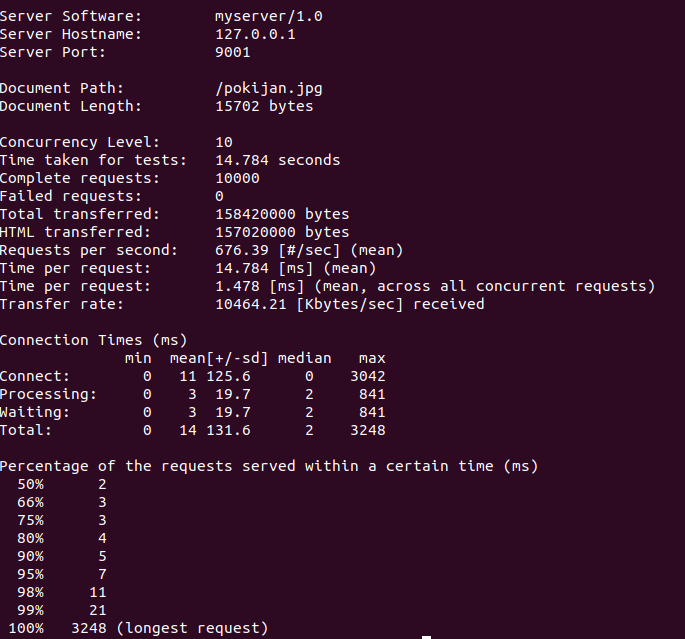 Server Software:        myserver/1.0
Server Hostname:        127.0.0.1
Server Port:            9001

Document Path:          /pokijan.jpg
Document Length:        15702 bytes

Concurrency Level:      10
Time taken for tests:   14.784 seconds
Complete requests:      10000
Failed requests:        0
Total transferred:      158420000 bytes
HTML transferred:       157020000 bytes
Requests per second:    676.39 [#/sec] (mean)
Time per request:       14.784 [ms] (mean)
Time per request:       1.478 [ms] (mean, across all concurrent requests)
Transfer rate:          10464.21 [Kbytes/sec] received

Connection Times (ms)
              min  mean[+/-sd] median   max
Connect:        0   11 125.6      0    3042
Processing:     0    3  19.7      2     841
Waiting:        0    3  19.7      2     841
Total:          0   14 131.6      2    3248

Percentage of the requests served within a certain time (ms)
  50%      2
  66%      3
  75%      3
  80%      4
  90%      5
  95%      7
  98%     11
  99%     21
 100%   3248 (longest request)